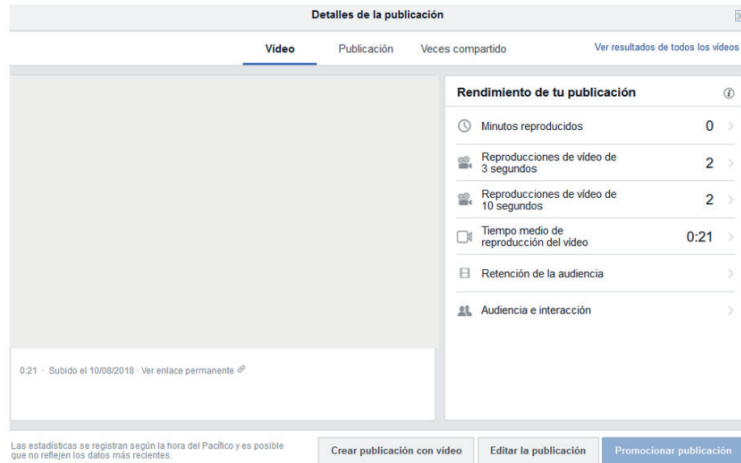 Detalles de la publicación
Vídeo Publicación Veces compartido Ver resultados de todos los vídeos
Rendimiento de tu publicación
Minutos reproducidos 0
Reproducciones de vídeo de
3 segundos 2
Reproducciones de vídeo de
10 segundos 2
Tiempo medio de
reproducción del vídeo 0:21
Retención de la audiencia
Audiencia e interacción
0:21 · Subido el 10/08/2018 · Ver enlace permanente
Las estadísticas se registran según la hora del Pacífico y es posible
que no reflejen los datos más recientes.
Crear publicación con vídeo Editar la publicación Promocionar publicación